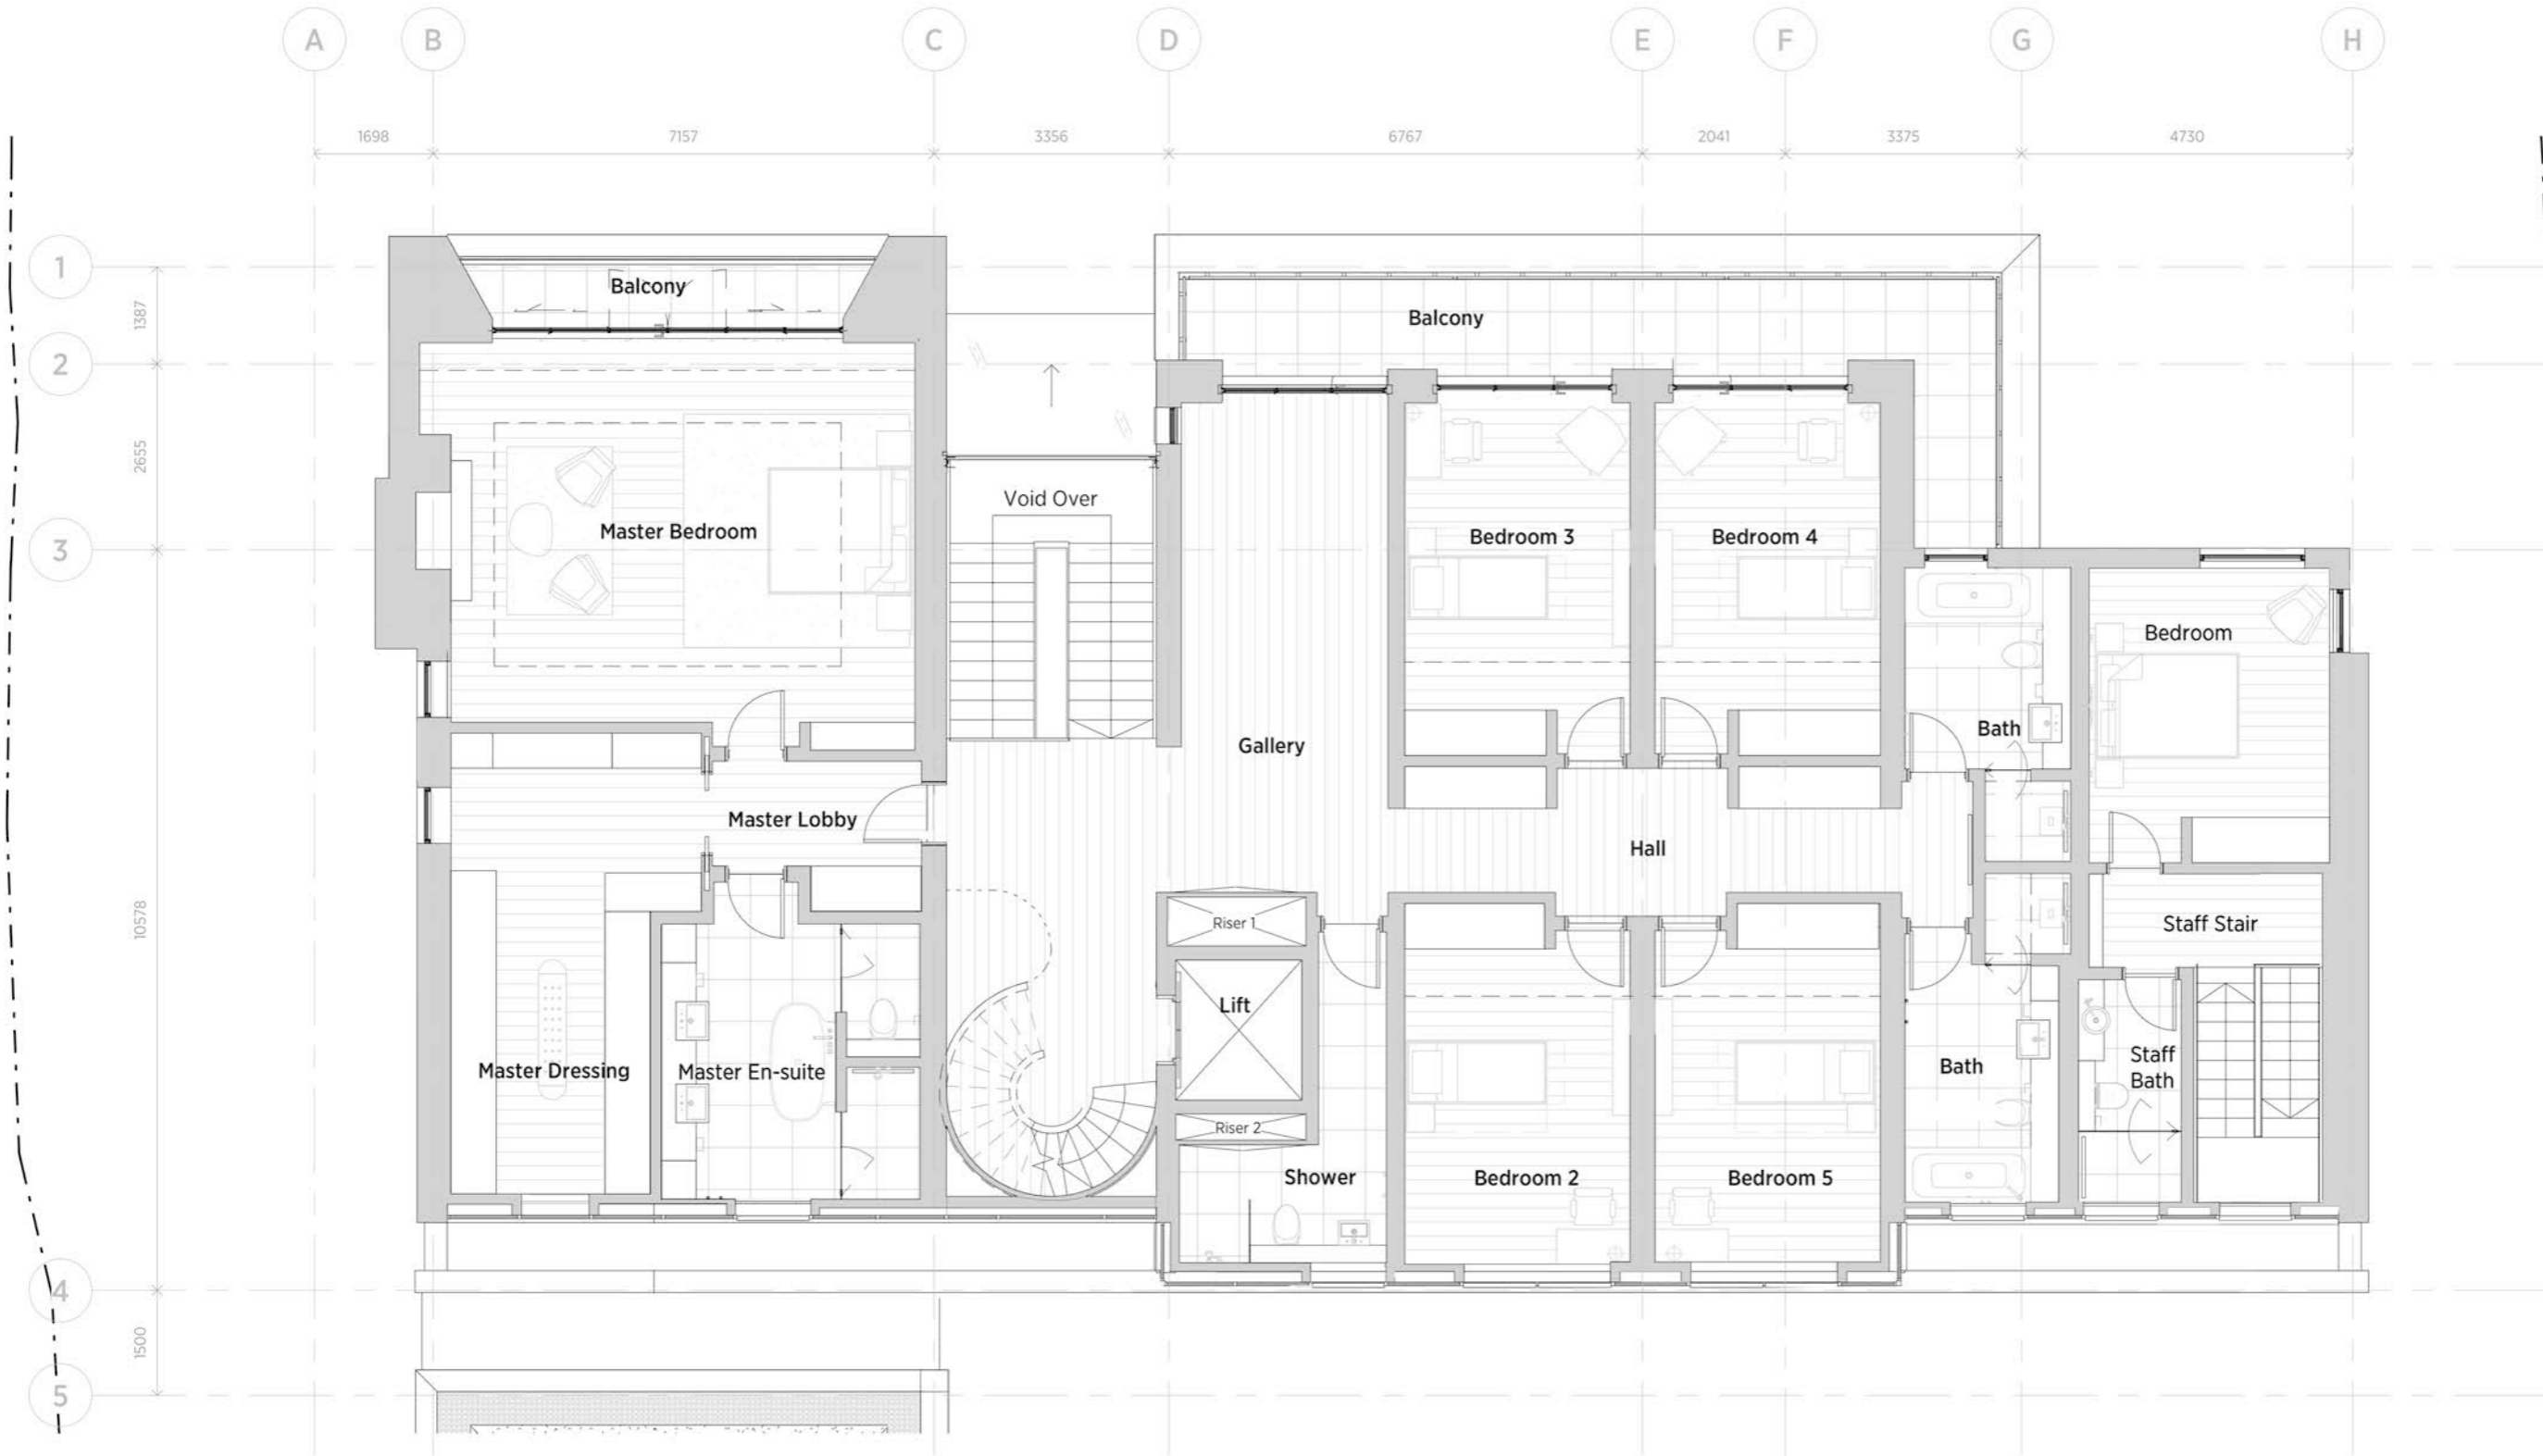 A
B
C
D
E
F
G
H
1698
7157
3356
6767
2041
3375
4730
1
1387
Balcony
Balcony
2
2655
Void Over
Master Bedroom
Bedroom 3
Bedroom 4
3
Bedroom
Bath
Gallery
Master Lobby
Hall
10578
Riser 1
Staff Stair
Lift
Master Dressing
Master En-suite
Bath
Staff
Bath
Riser 2
Shower
Bedroom 2
Bedroom 5
4
1500
5